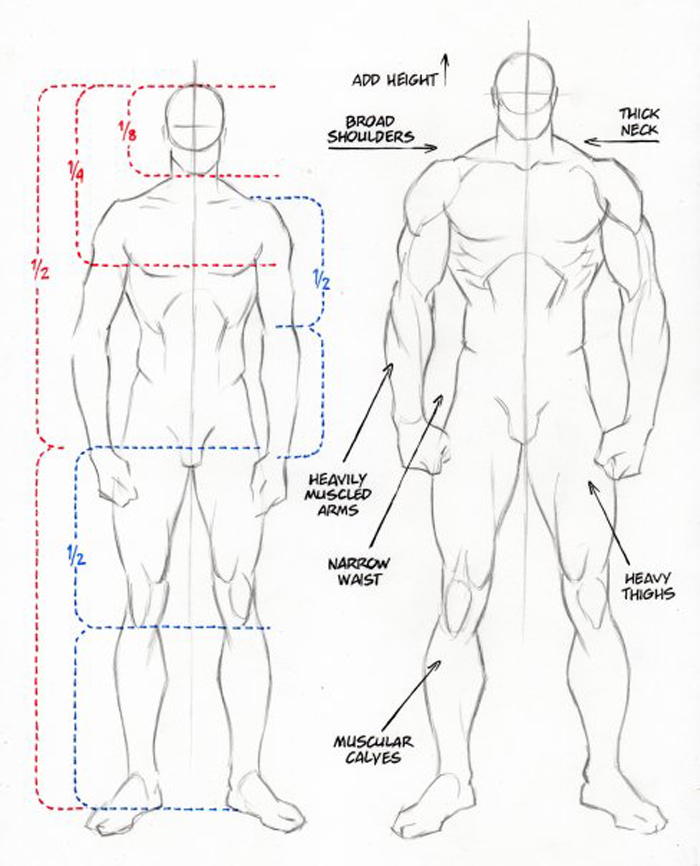 ADD HEIGHT
BROAD
SHOULDERS
THICK
NECK
1/8
1/4
1/2
1/2
HEAVILY
MUSCLED
ARMS
NARROW
WAIST
1/2
HEAVY
THIGHS
MUSCULAR
CALVES